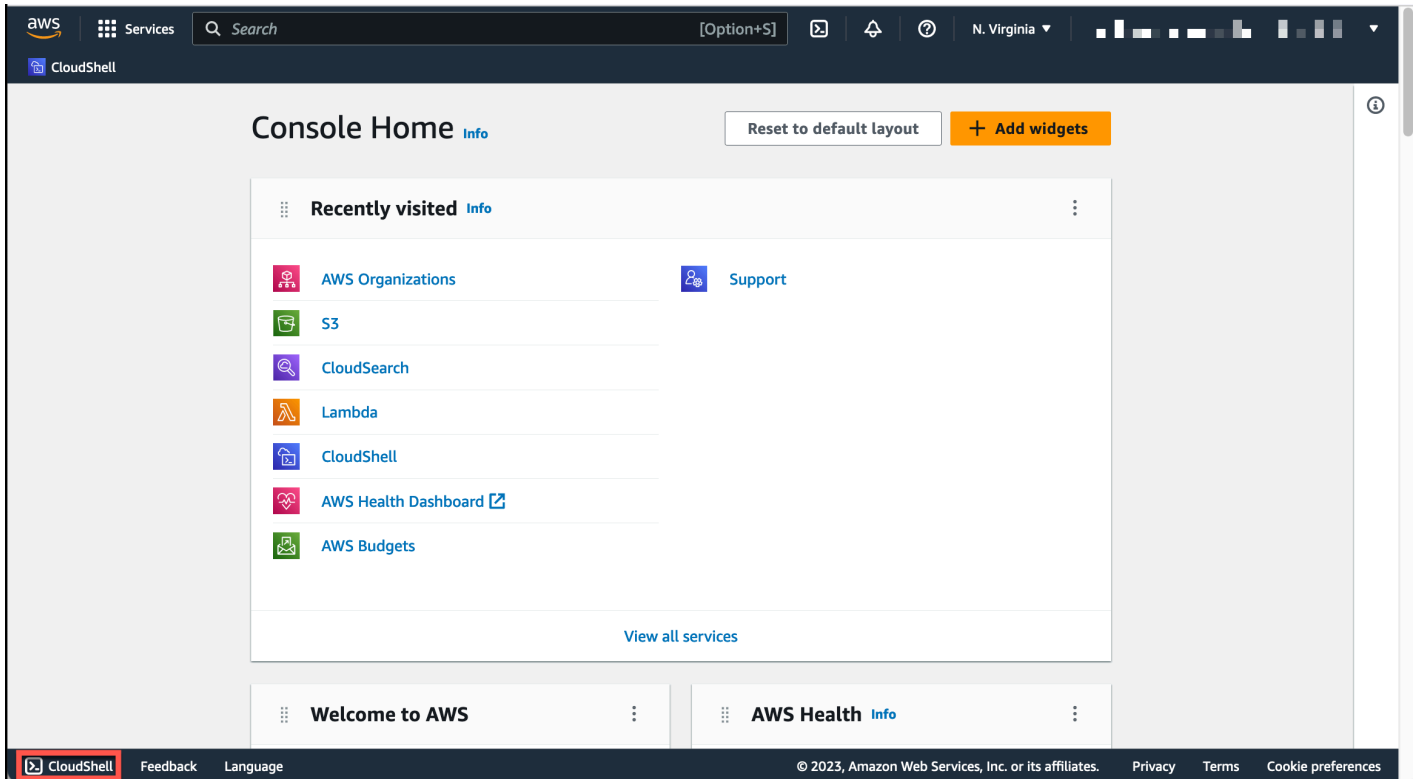 aws Services Search [Option+S] N. Virginia
CloudShell
Console Home Info Reset to default layout + Add widgets
Recently visited Info
AWS Organizations Support
S3
CloudSearch
Lambda
CloudShell
AWS Health Dashboard
AWS Budgets
View all services
Welcome to AWS AWS Health Info
CloudShell Feedback Language © 2023, Amazon Web Services, Inc. or its affiliates. Privacy Terms Cookie preferences